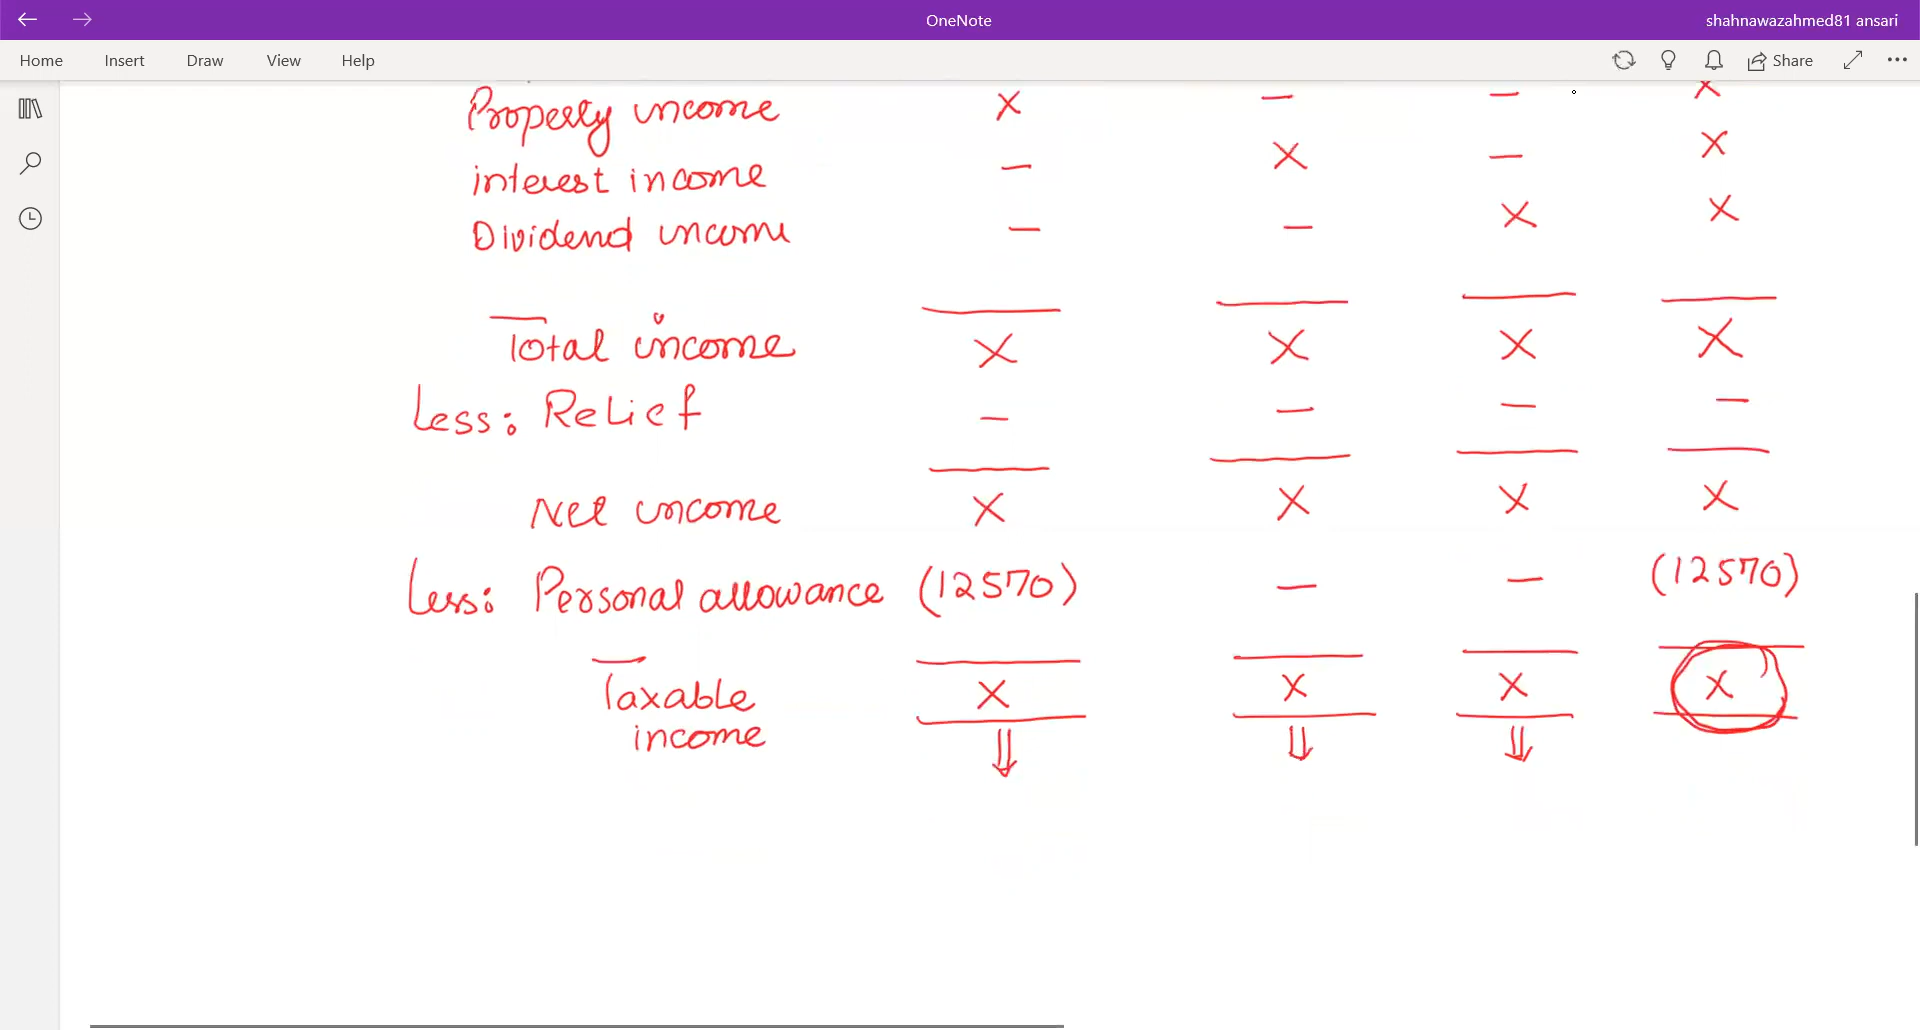 OneNote
shahnawazahmed81 ansari
Home Insert Draw View Help Share
Property income X – – X
interest income – X – X
Dividend income – – X X
Total income X X X X
Less: Relief – – – –
Net income X X X X
Less: Personal allowance (12570) – – (12570)
Taxable X X X X
income